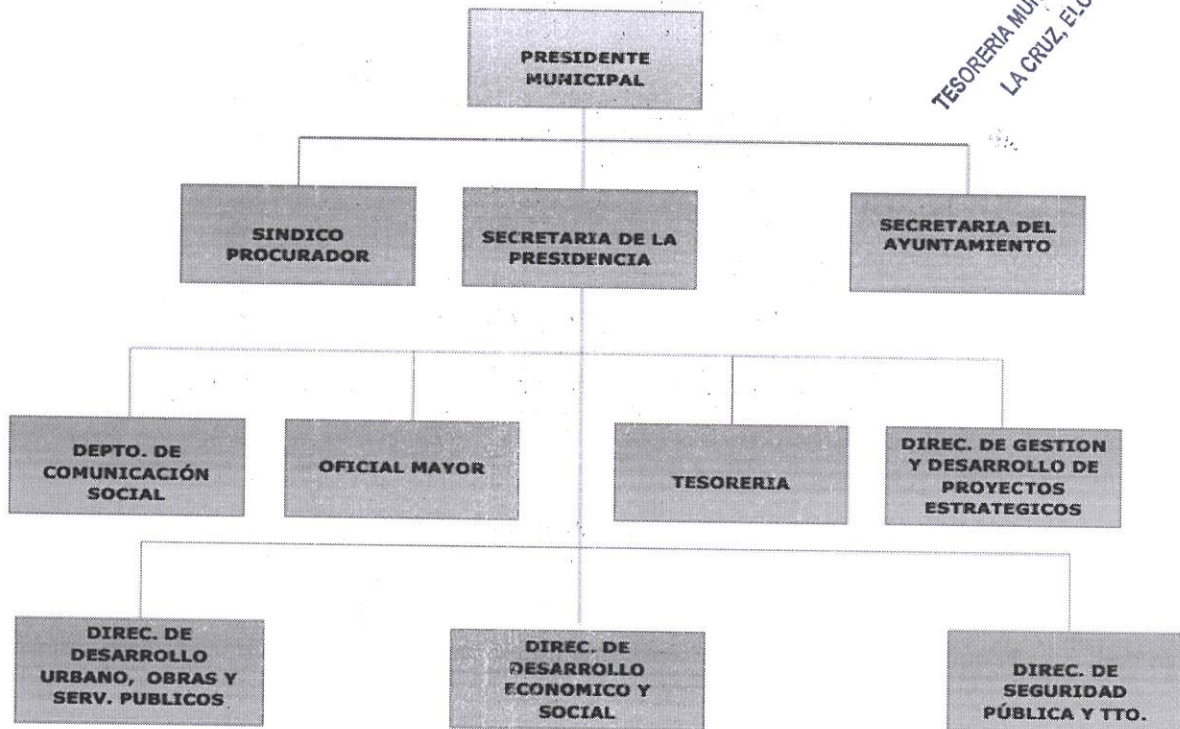 PRESIDENTE
MUNICIPAL
TESORERIA
LA CRUZ,
SINDICO
PROCURADOR
SECRETARIA DE LA
PRESIDENCIA
SECRETARIA DEL
AYUNTAMIENTO
DEPTO. DE
COMUNICACIÓN
SOCIAL
OFICIAL MAYOR
TESORERIA
DIREC. DE GESTION
Y DESARROLLO DE
PROYECTOS
ESTRATEGICOS
DIREC. DE
DESARROLLO
URBANO, OBRAS Y
SERV. PUBLICOS
DIREC. DE
DESARROLLO
ECONOMICO Y
SOCIAL
DIREC. DE
SEGURIDAD
PÚBLICA Y TTO.